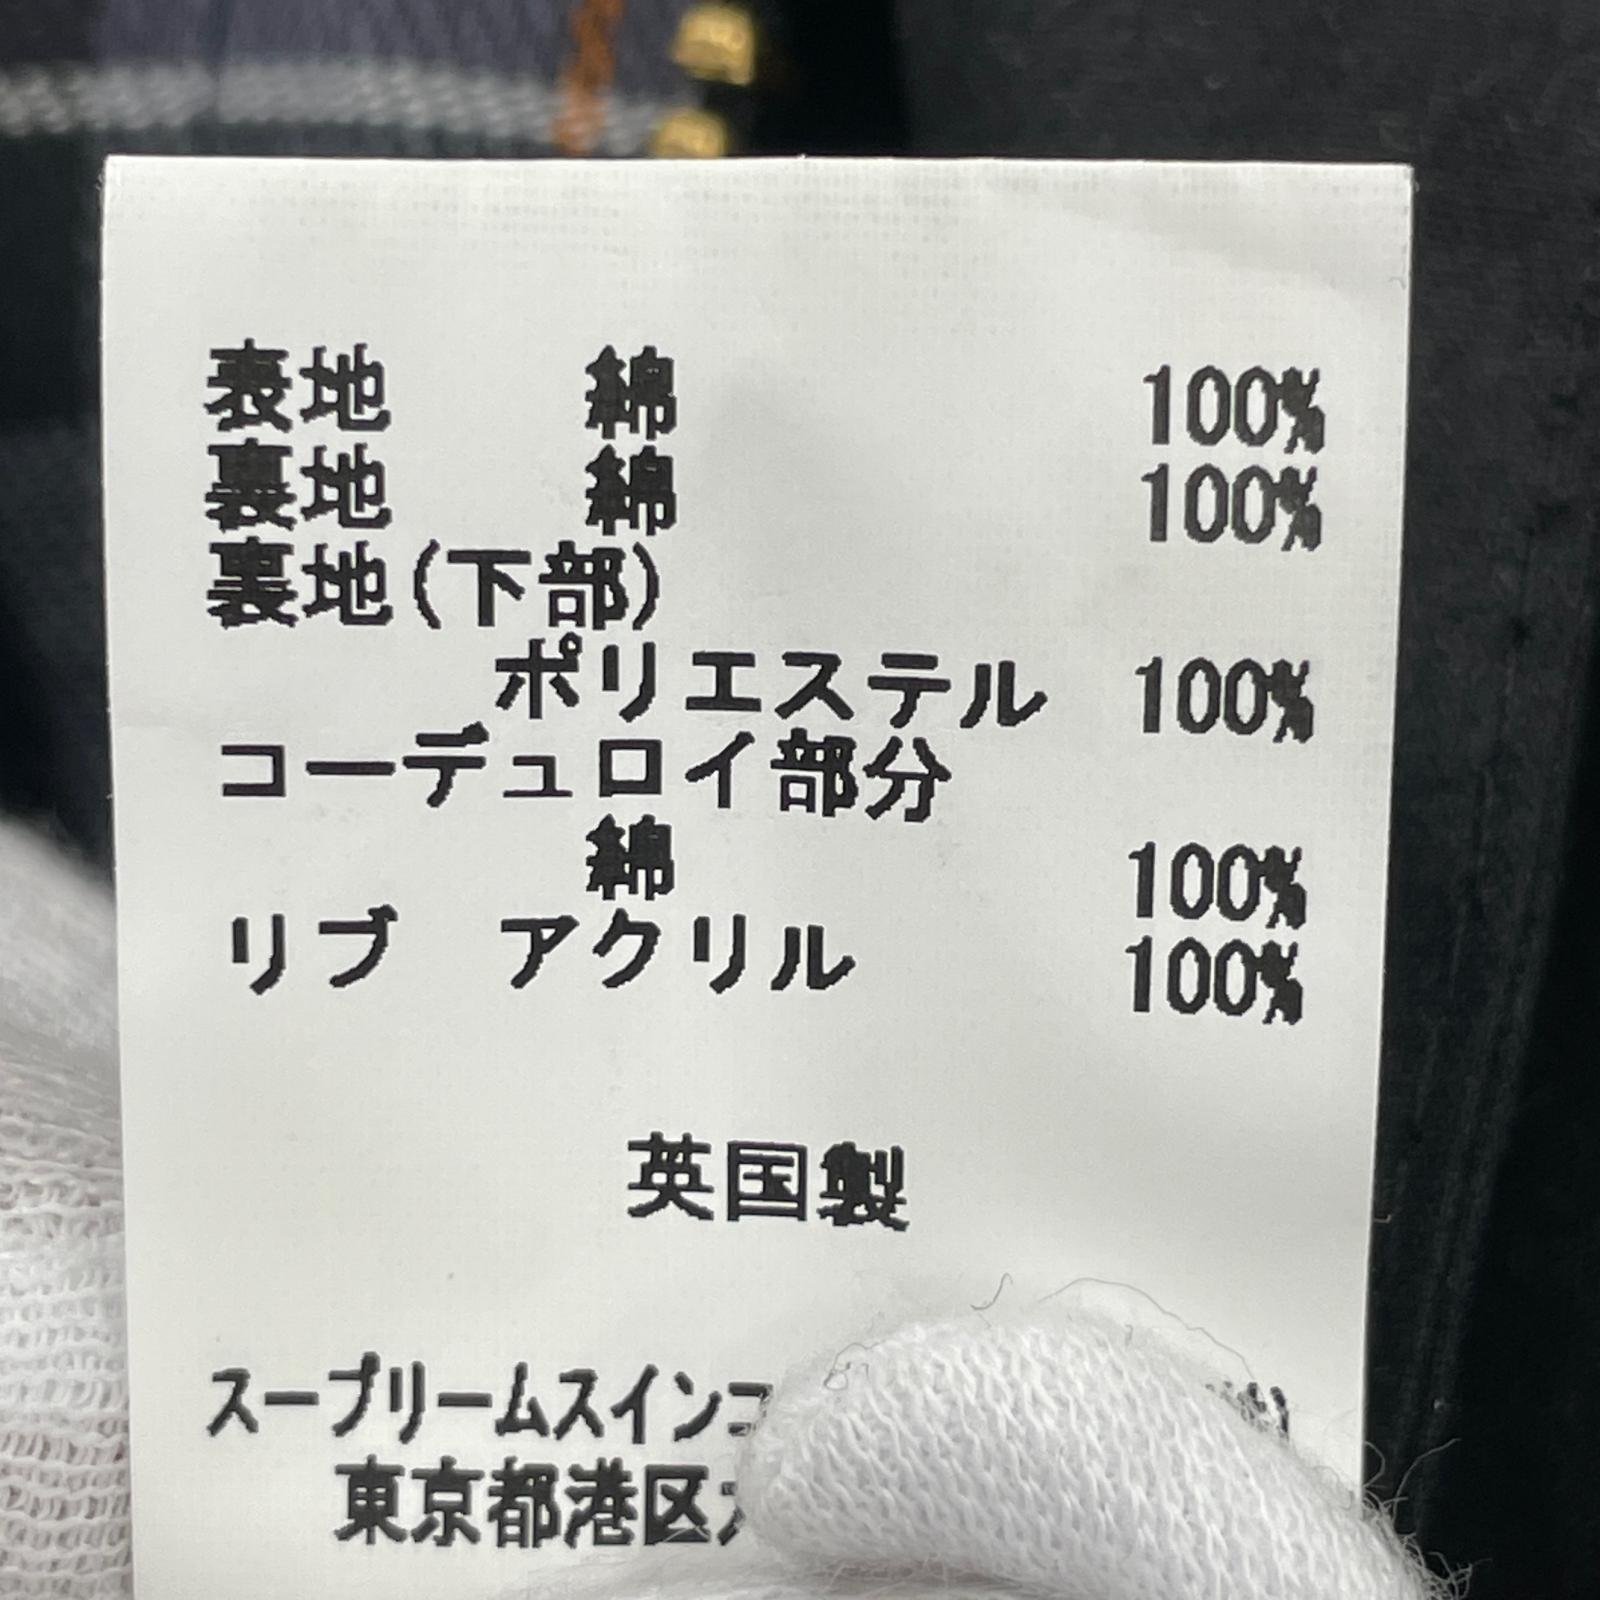 表地 綿 100%
裏地 綿 100%
裏地(下部)
ポリエステル 100%
コーデュロイ部分
綿 100%
リブ アクリル 100%
英国製
スープリームスインコ
東京都港区